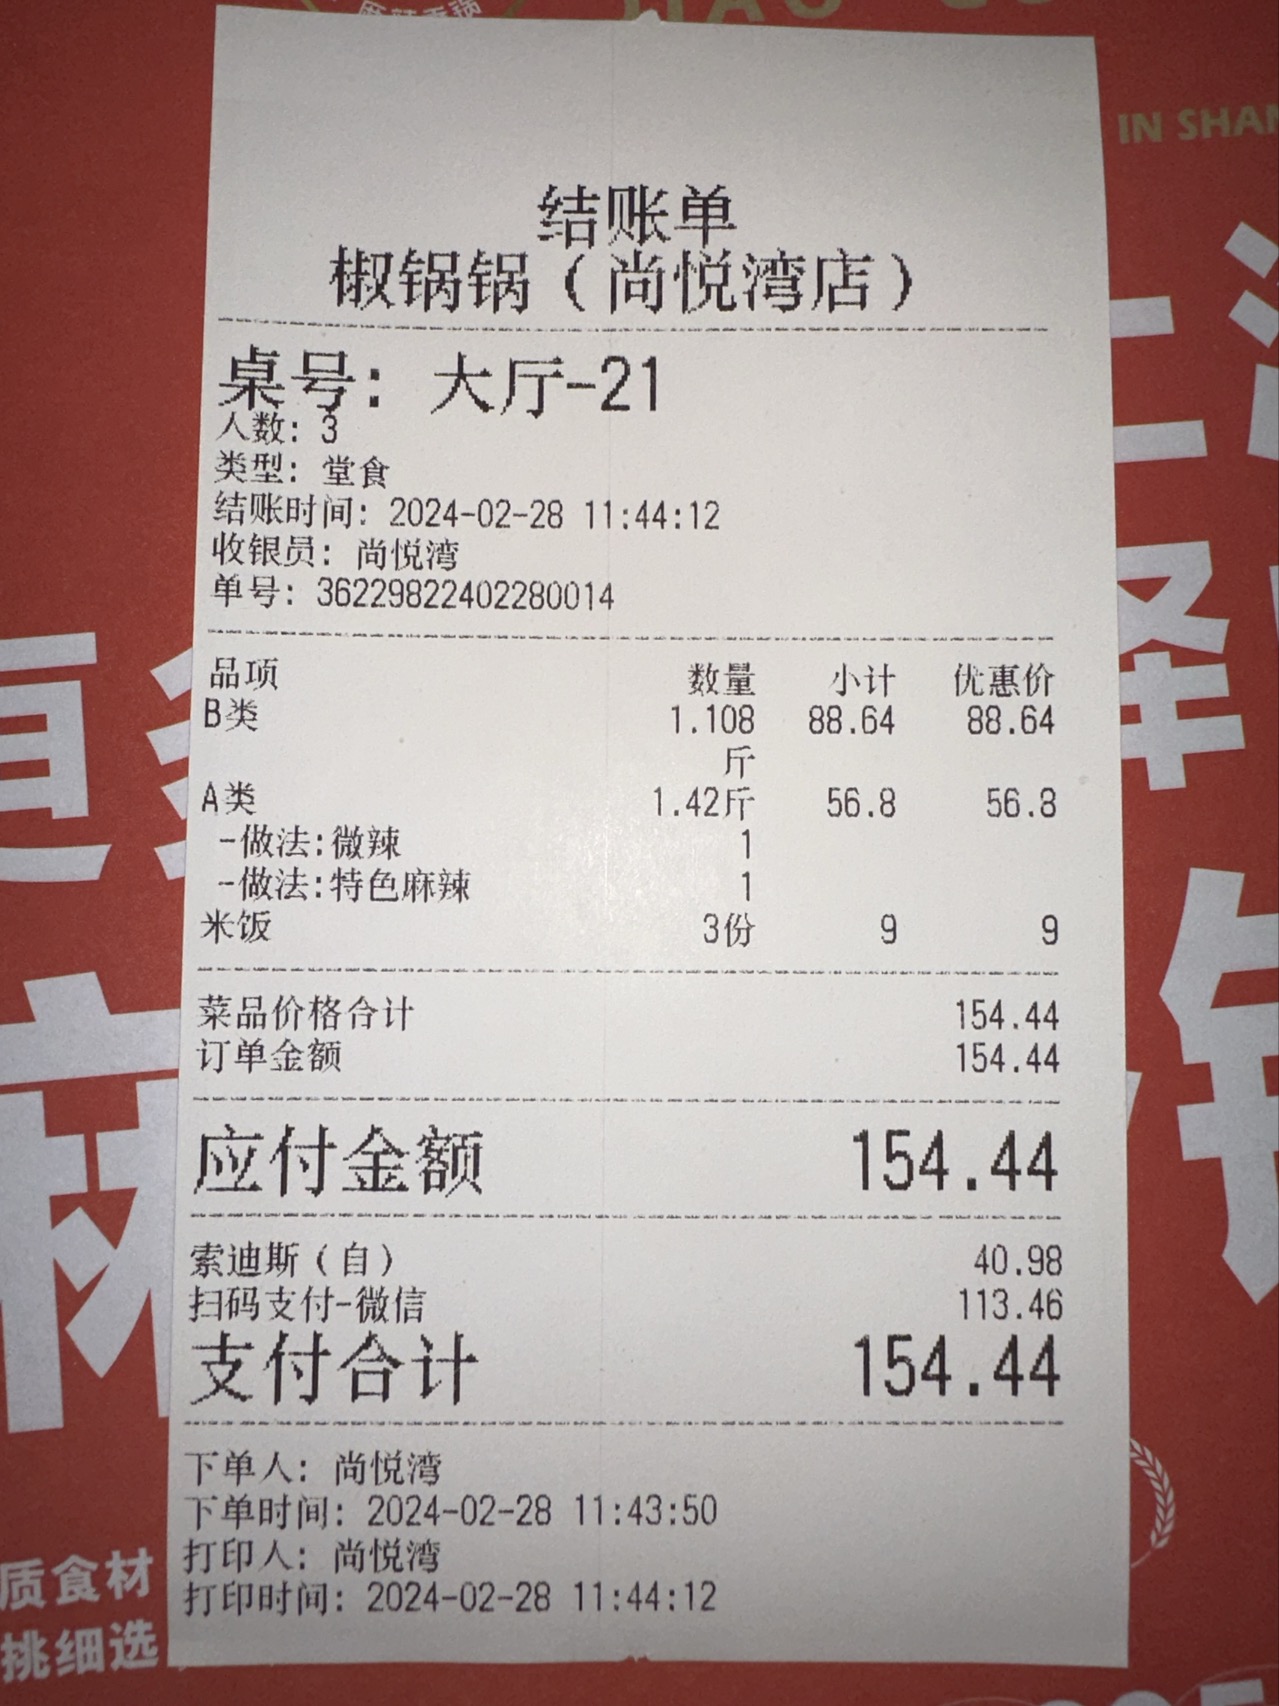 麻辣香锅
IN SHAN
结账单
椒锅锅（尚悦湾店）
桌号：大厅-21
人数：3
类型：堂食
结账时间：2024-02-28 11:44:12
收银员：尚悦湾
单号：36229822402280014
品项 数量 小计 优惠价
B类 1.108 88.64 88.64
斤
A类 1.42斤 56.8 56.8
-做法:微辣 1
-做法:特色麻辣 1
米饭 3份 9 9
菜品价格合计 154.44
订单金额 154.44
应付金额 154.44
索迪斯（自） 40.98
扫码支付-微信 113.46
支付合计 154.44
下单人：尚悦湾
下单时间：2024-02-28 11:43:50
打印人：尚悦湾
打印时间：2024-02-28 11:44:12
质食材
挑细选